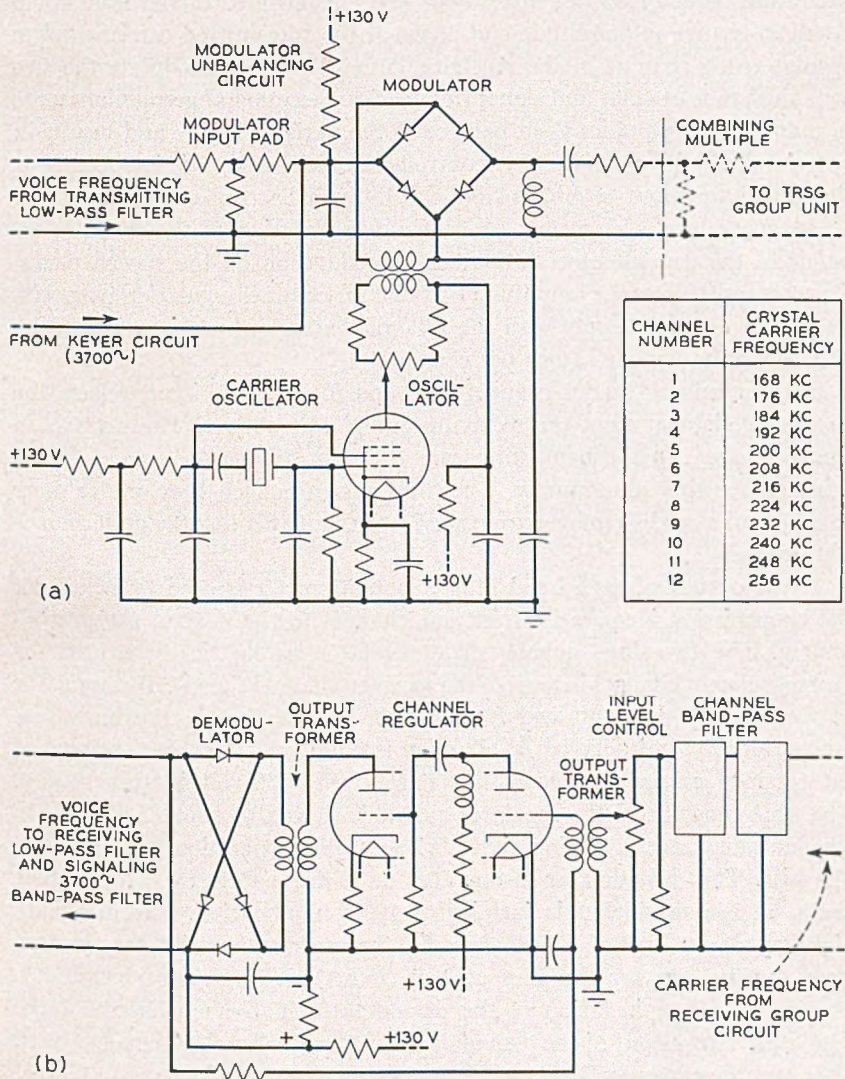 +130 V
MODULATOR
UNBALANCING
CIRCUIT
MODULATOR
MODULATOR
INPUT PAD
COMBINING
MULTIPLE
VOICE FREQUENCY
FROM TRANSMITTING
LOW-PASS FILTER
TO TRSG
GROUP UNIT
FROM KEYER CIRCUIT
(3700~)
CARRIER
OSCILLATOR
OSCIL-
LATOR
+130V
+130V
(a)
CHANNEL
NUMBER
CRYSTAL
CARRIER
FREQUENCY
1 168 KC
2 176 KC
3 184 KC
4 192 KC
5 200 KC
6 208 KC
7 216 KC
8 224 KC
9 232 KC
10 240 KC
11 248 KC
12 256 KC
DEMODU-
LATOR
OUTPUT
TRANS-
FORMER
CHANNEL
REGULATOR
INPUT
LEVEL
CONTROL
CHANNEL
BAND-PASS
FILTER
OUTPUT
TRANS-
FORMER
VOICE
FREQUENCY
TO RECEIVING
LOW-PASS FILTER
AND SIGNALING
3700~
BAND-PASS FILTER
+130 V
-
+
+130 V
CARRIER FREQUENCY
FROM
RECEIVING GROUP
CIRCUIT
(b)